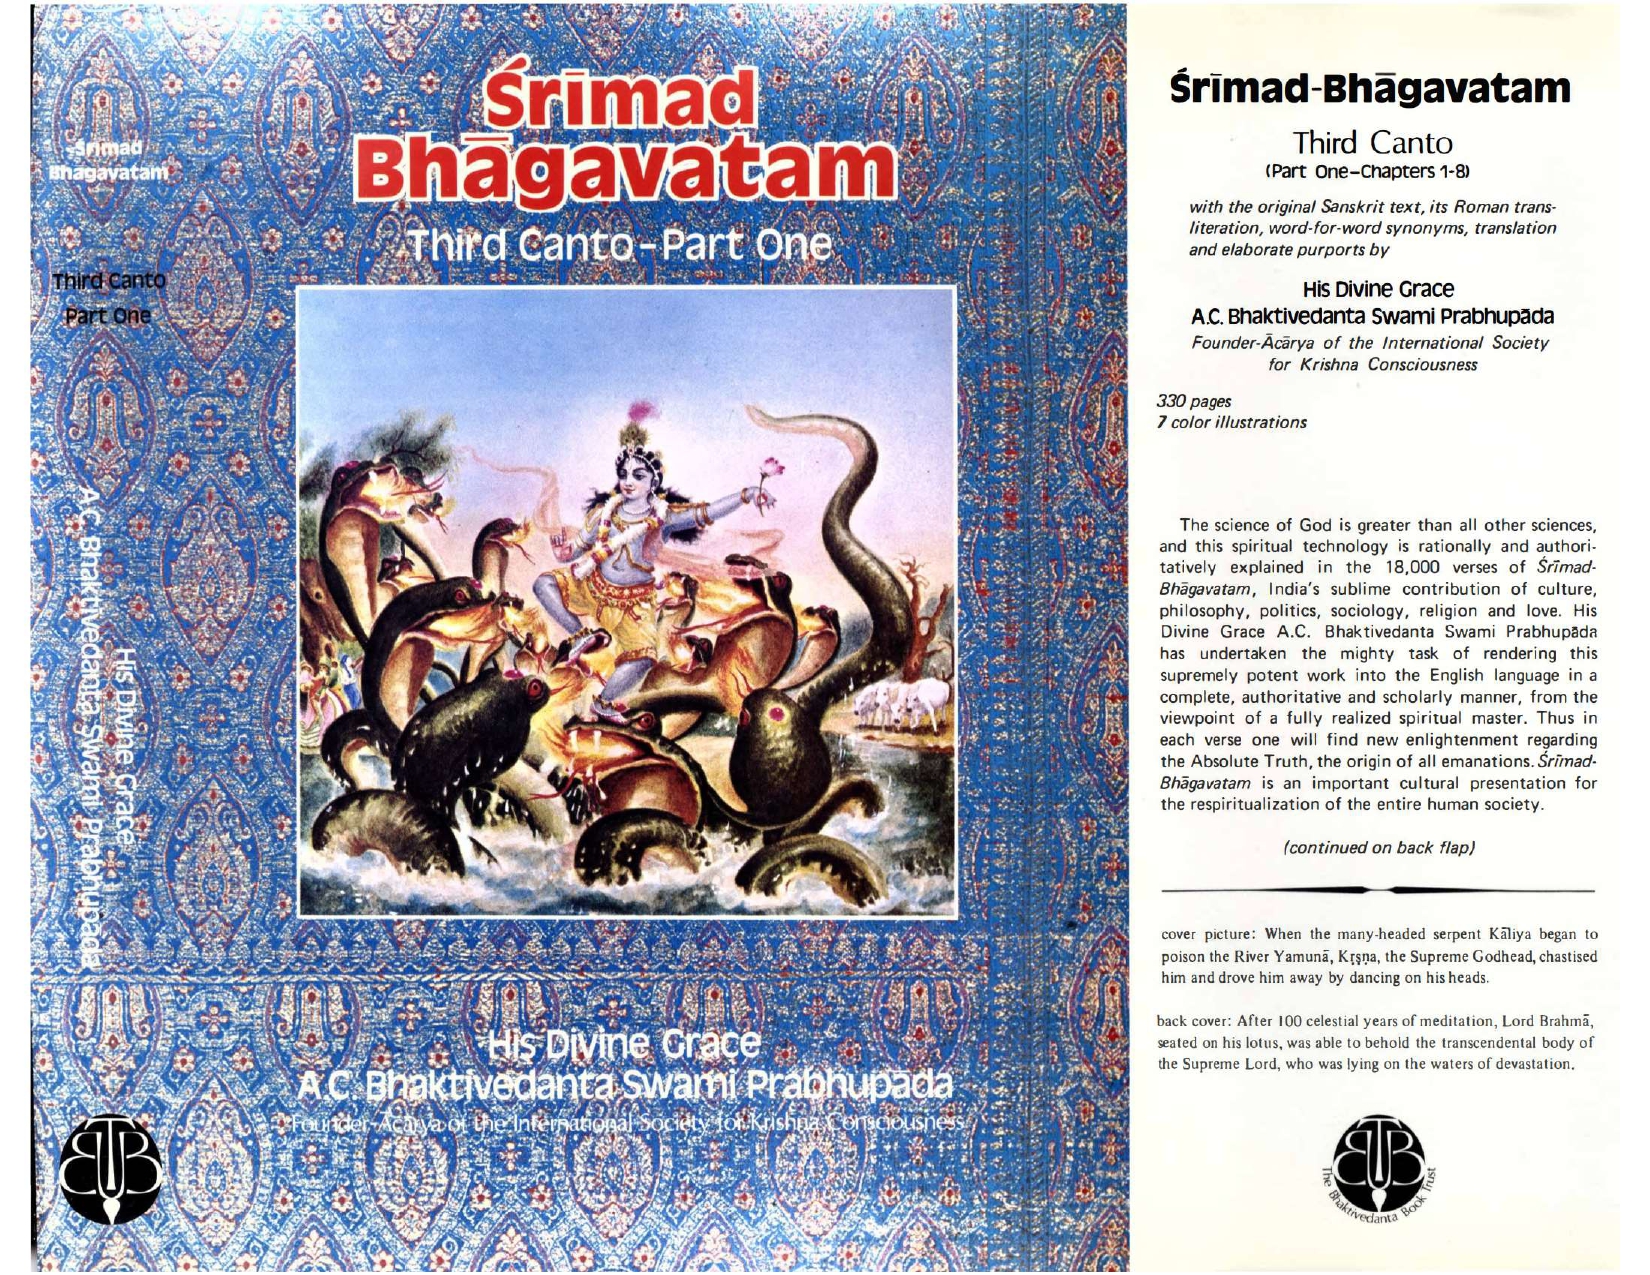 Śrīmad
Bhāgavatam
Third Canto
Part One
His Divine Grace
A.C. Bhaktivedanta Swami Prabhupāda
BBT
Śrīmad
Bhāgavatam
Third Canto–Part One
His Divine Grace
A.C. Bhaktivedanta Swami Prabhupāda
Founder-Ācārya of the International Society for Krishna Consciousness
Śrīmad-Bhāgavatam
Third Canto
(Part One–Chapters 1-8)
with the original Sanskrit text, its Roman trans-
literation, word-for-word synonyms, translation
and elaborate purports by
His Divine Grace
A.C. Bhaktivedanta Swami Prabhupāda
Founder-Ācārya of the International Society
for Krishna Consciousness
330 pages
7 color illustrations
The science of God is greater than all other sciences,
and this spiritual technology is rationally and authori-
tatively explained in the 18,000 verses of Śrīmad-
Bhāgavatam, India's sublime contribution of culture,
philosophy, politics, sociology, religion and love. His
Divine Grace A.C. Bhaktivedanta Swami Prabhupāda
has undertaken the mighty task of rendering this
supremely potent work into the English language in a
complete, authoritative and scholarly manner, from the
viewpoint of a fully realized spiritual master. Thus in
each verse one will find new enlightenment regarding
the Absolute Truth, the origin of all emanations. Śrīmad-
Bhāgavatam is an important cultural presentation for
the respiritualization of the entire human society.
(continued on back flap)
cover picture: When the many-headed serpent Kāliya began to
poison the River Yamunā, Kṛṣṇa, the Supreme Godhead, chastised
him and drove him away by dancing on his heads.
back cover: After 100 celestial years of meditation, Lord Brahmā,
seated on his lotus, was able to behold the transcendental body of
the Supreme Lord, who was lying on the waters of devastation.
BBT
The Bhaktivedanta Book Trust